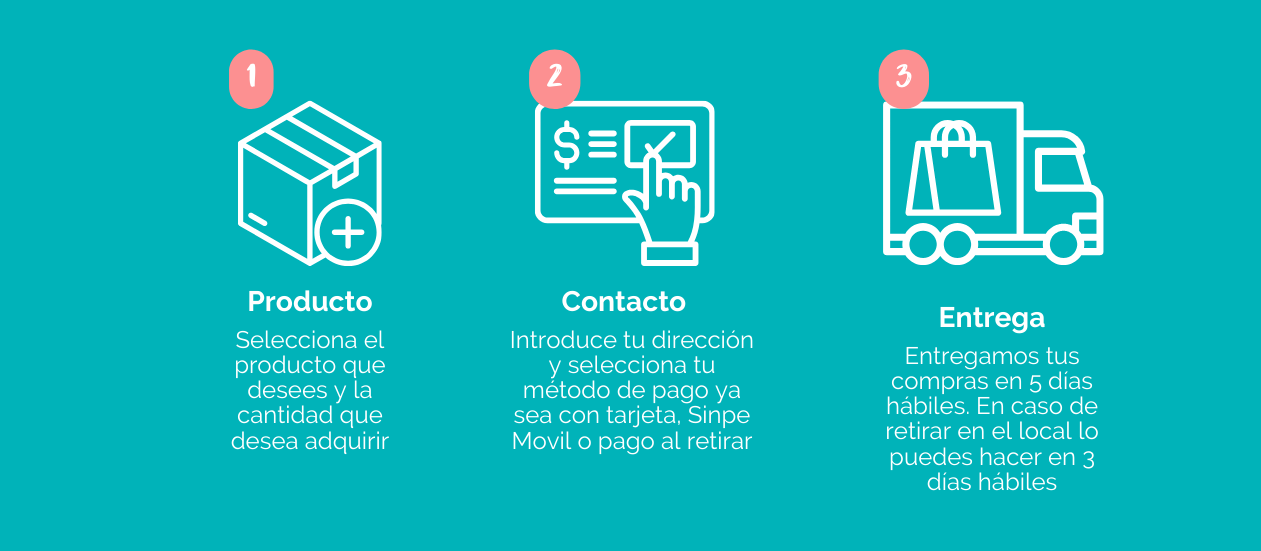 1
Producto
Selecciona el
producto que
desees y la
cantidad que
desea adquirir
2
$
Contacto
Introduce tu dirección
y selecciona tu
método de pago ya
sea con tarjeta, Sinpe
Movil o pago al retirar
3
Entrega
Entregamos tus
compras en 5 días
hábiles. En caso de
retirar en el local lo
puedes hacer en 3
días hábiles